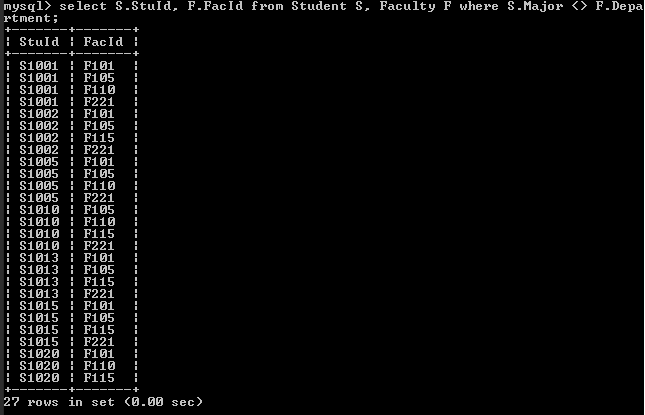 mysql> select S.StuId, F.FacId from Student S, Faculty F where S.Major <> F.Depa
rtment;
+-------+-------+
¦ StuId ¦ FacId ¦
+-------+-------+
¦ S1001 ¦ F101  ¦
¦ S1001 ¦ F105  ¦
¦ S1001 ¦ F110  ¦
¦ S1001 ¦ F221  ¦
¦ S1002 ¦ F101  ¦
¦ S1002 ¦ F105  ¦
¦ S1002 ¦ F115  ¦
¦ S1002 ¦ F221  ¦
¦ S1005 ¦ F101  ¦
¦ S1005 ¦ F105  ¦
¦ S1005 ¦ F110  ¦
¦ S1005 ¦ F221  ¦
¦ S1010 ¦ F105  ¦
¦ S1010 ¦ F110  ¦
¦ S1010 ¦ F115  ¦
¦ S1010 ¦ F221  ¦
¦ S1013 ¦ F101  ¦
¦ S1013 ¦ F105  ¦
¦ S1013 ¦ F115  ¦
¦ S1013 ¦ F221  ¦
¦ S1015 ¦ F101  ¦
¦ S1015 ¦ F105  ¦
¦ S1015 ¦ F115  ¦
¦ S1015 ¦ F221  ¦
¦ S1020 ¦ F101  ¦
¦ S1020 ¦ F110  ¦
¦ S1020 ¦ F115  ¦
+-------+-------+
27 rows in set (0.00 sec)